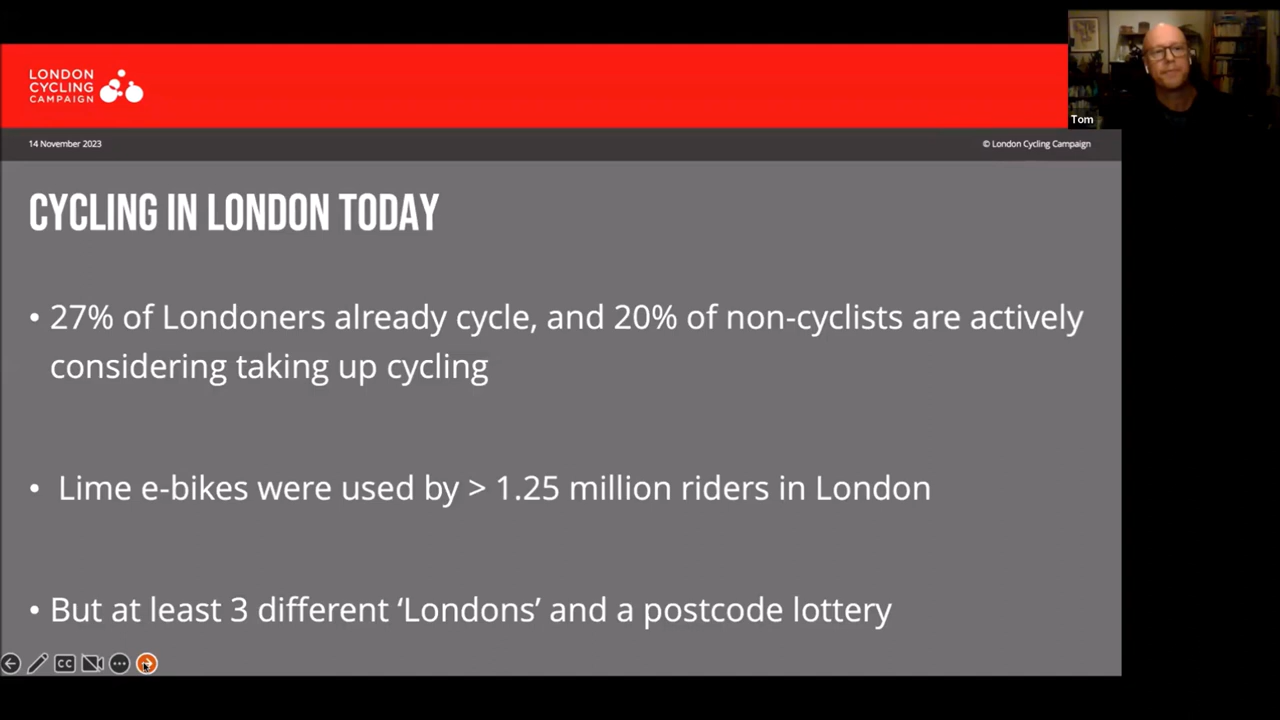 LONDON
CYCLING
CAMPAIGN
Tom
14 November 2023
© London Cycling Campaign
CYCLING IN LONDON TODAY
• 27% of Londoners already cycle, and 20% of non-cyclists are actively
considering taking up cycling
• Lime e-bikes were used by > 1.25 million riders in London
• But at least 3 different ‘Londons’ and a postcode lottery
CC